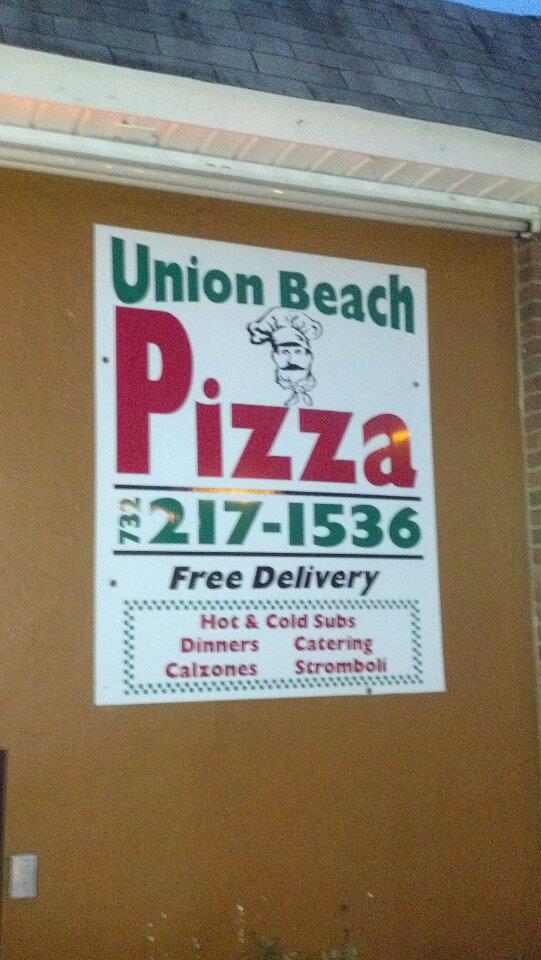 Union Beach
Pizza
732 217-1536
Free Delivery
Hot & Cold Subs
Dinners Catering
Calzones Stromboli